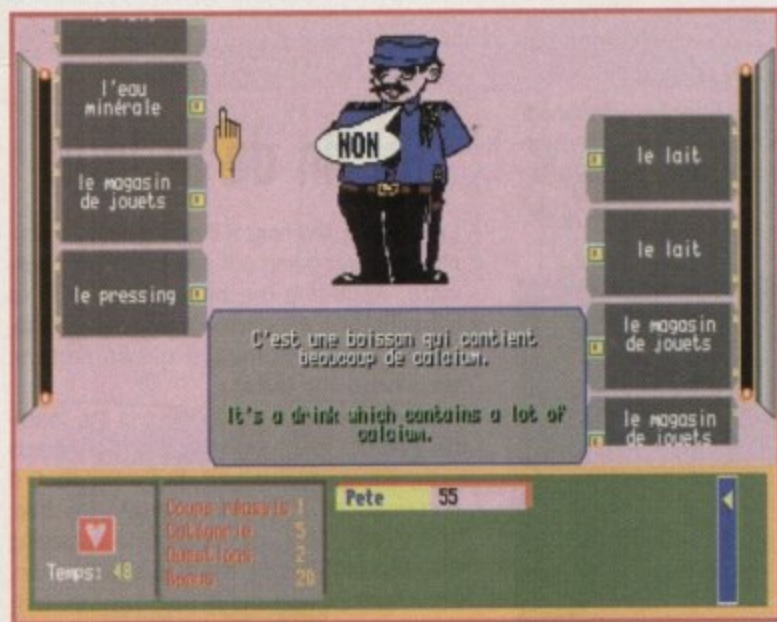 le lait
l'eau
minérale
le magasin
de jouets
le pressing
NON
le lait
le lait
le magasin
de jouets
le magasin
de jouets
C'est une boisson qui contient
beaucoup de calcium.
It's a drink which contains a lot of
calcium.
Temps: 48
Coups réussis 1
Catégorie 5
Questions 2
Bonus 20
Pete 55